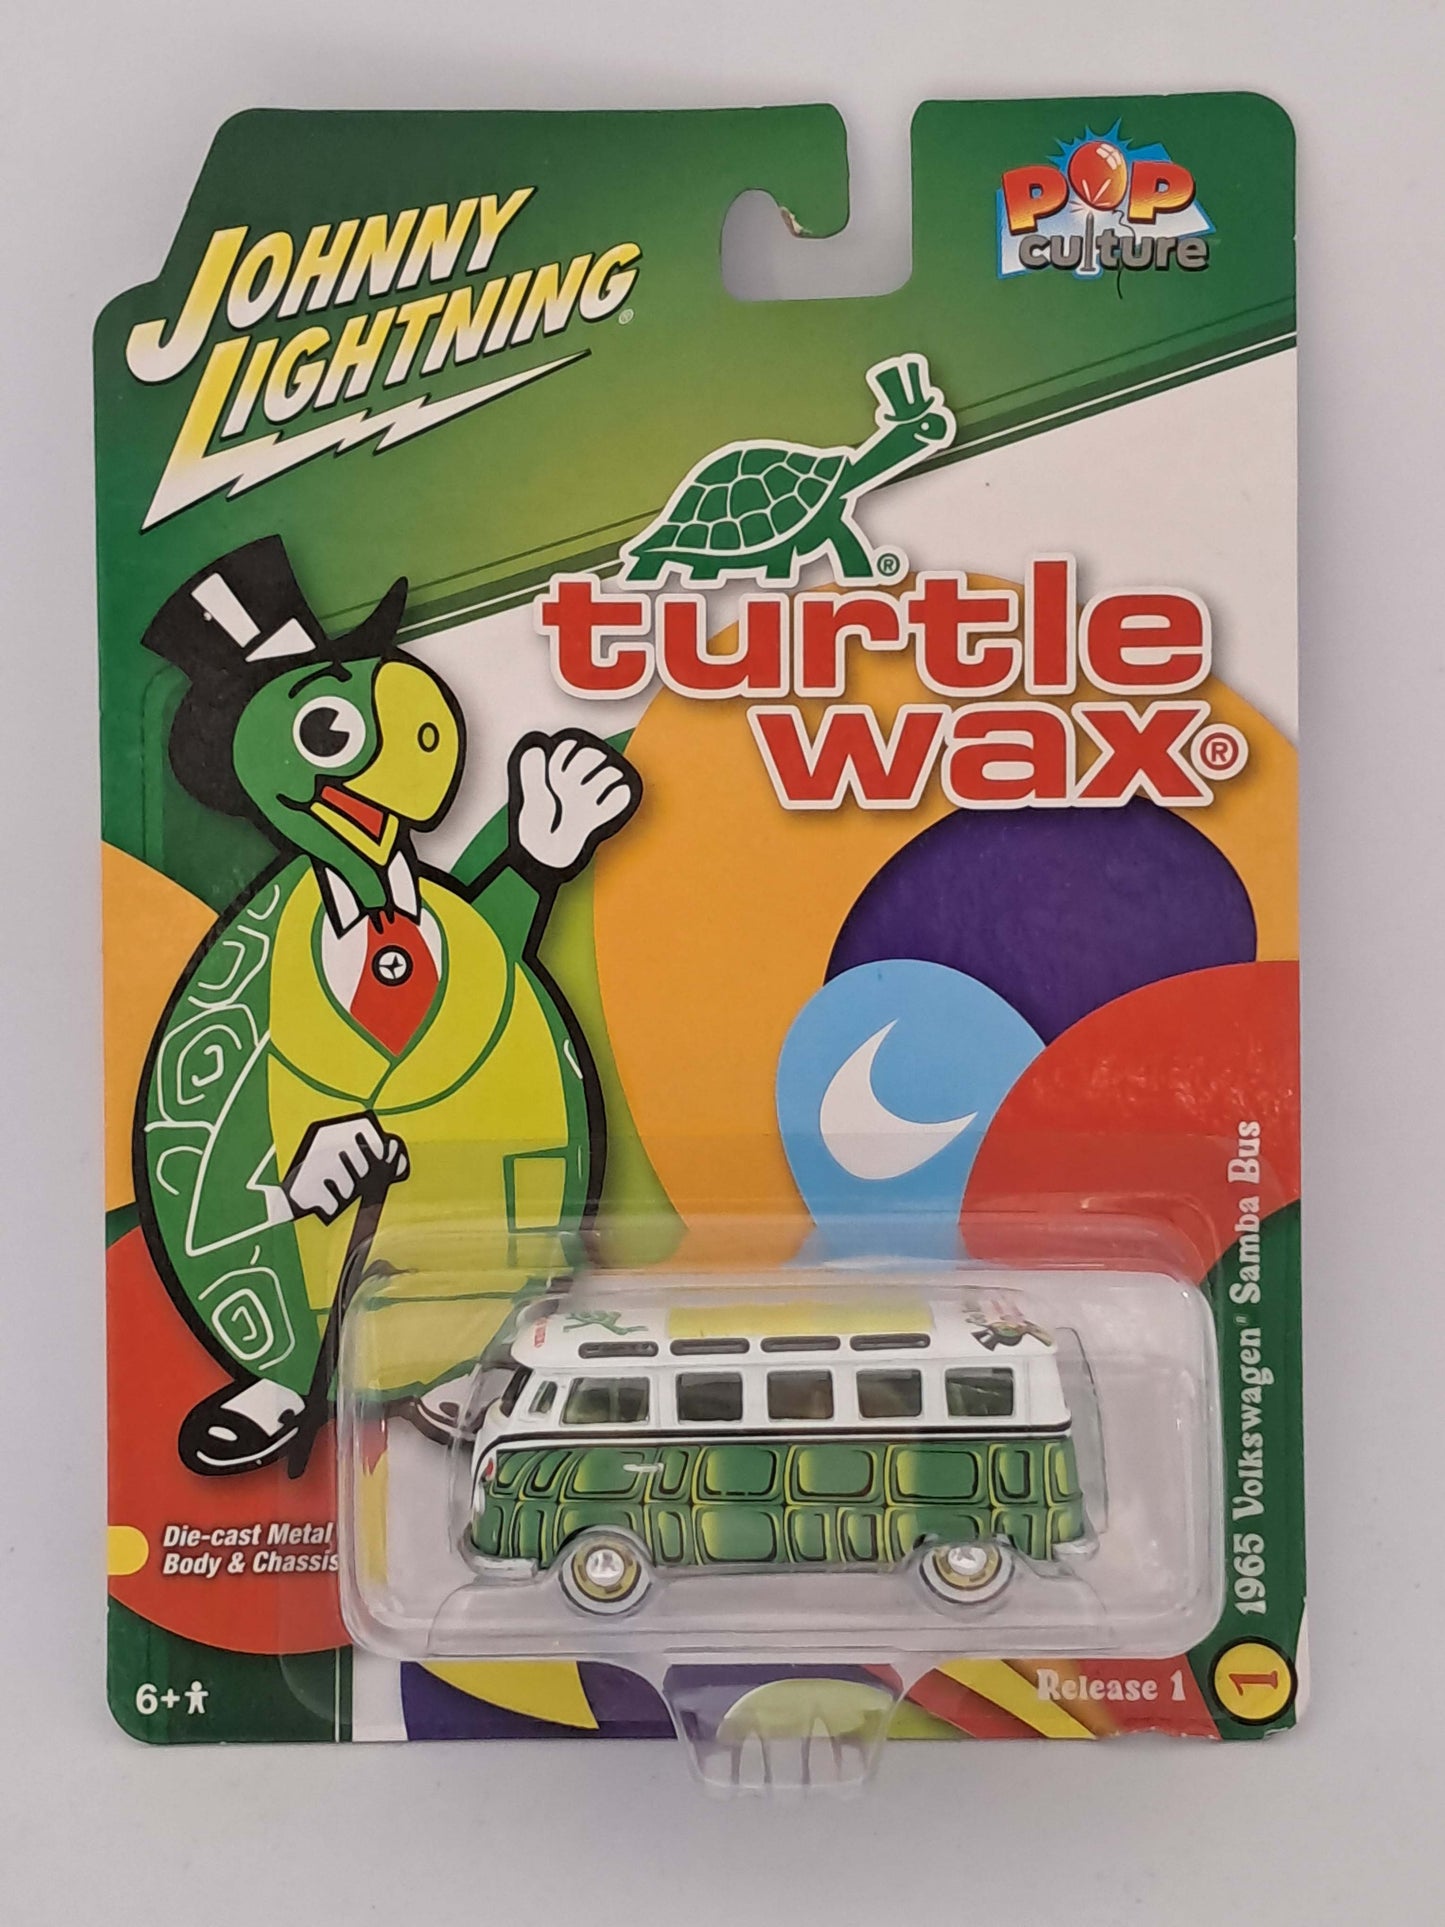 JOHNNY
LIGHTNING®
POP
culture
®
turtle
wax®
Die-cast Metal
Body & Chassis
6+
1965 Volkswagen® Samba Bus
Release 1
1